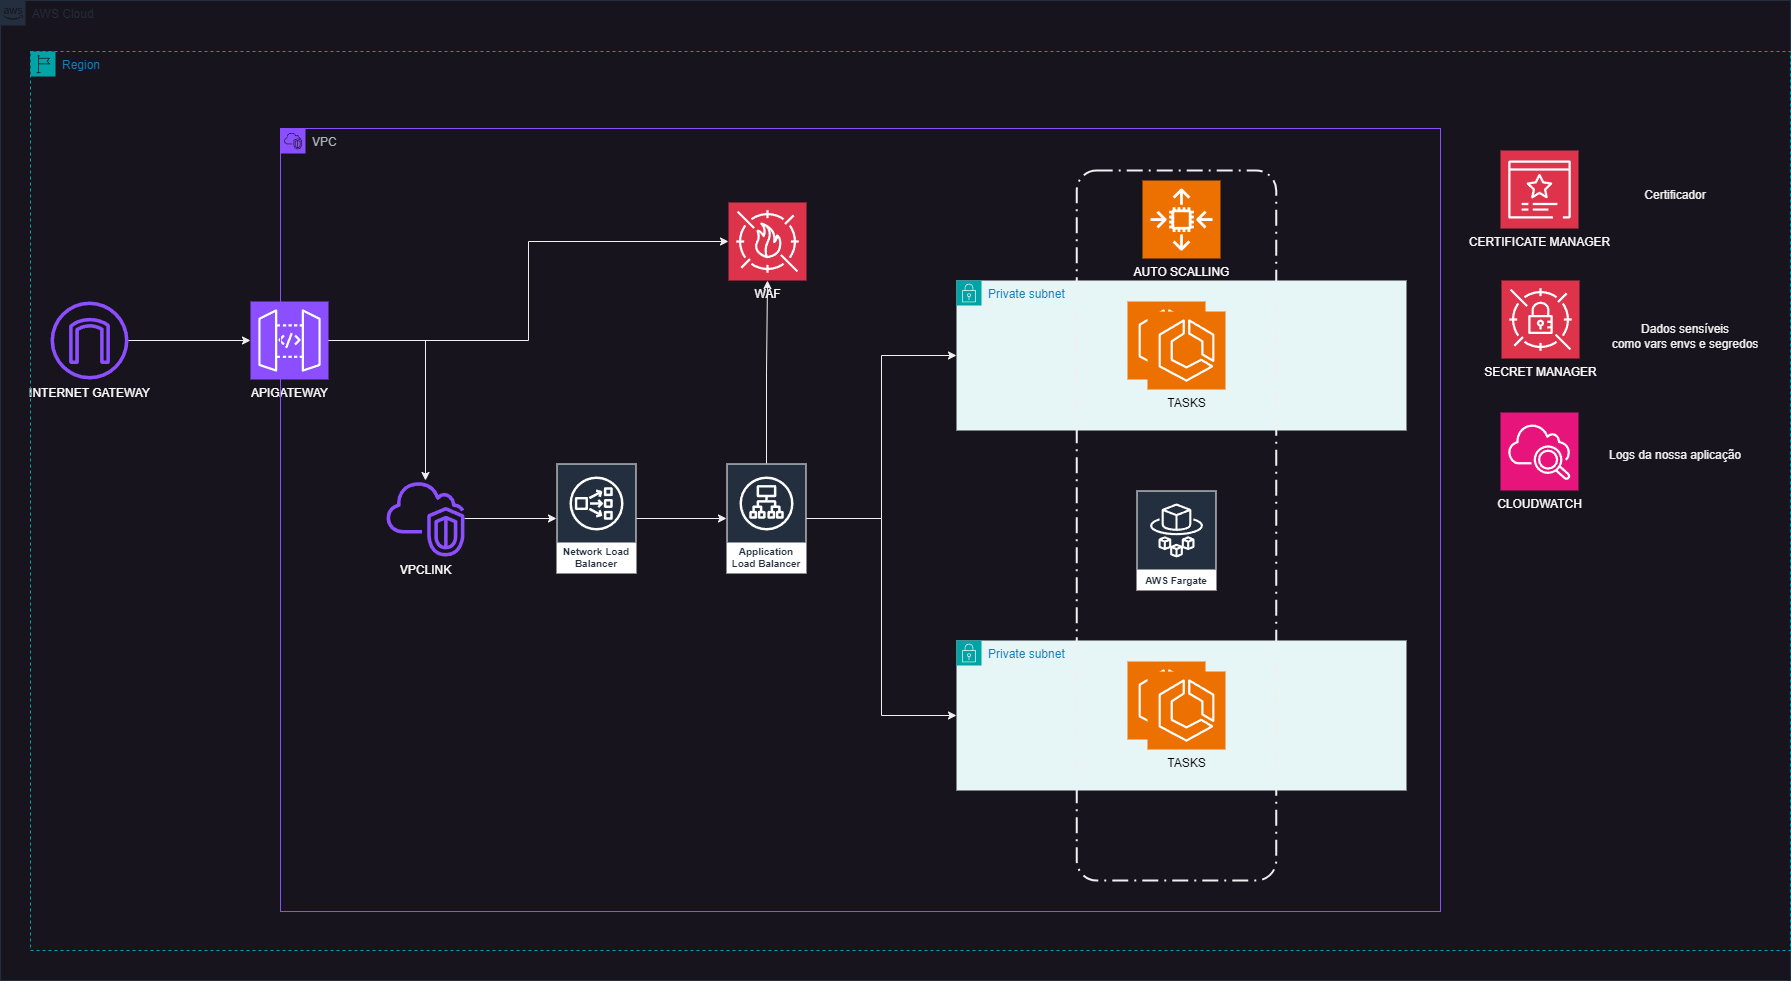 aws
AWS Cloud
Region
VPC
WAF
AUTO SCALLING
Private subnet
TASKS
INTERNET GATEWAY
APIGATEWAY
VPCLINK
Network Load
Balancer
Application
Load Balancer
AWS Fargate
Private subnet
TASKS
CERTIFICATE MANAGER
Certificador
SECRET MANAGER
Dados sensíveis
como vars envs e segredos
CLOUDWATCH
Logs da nossa aplicação